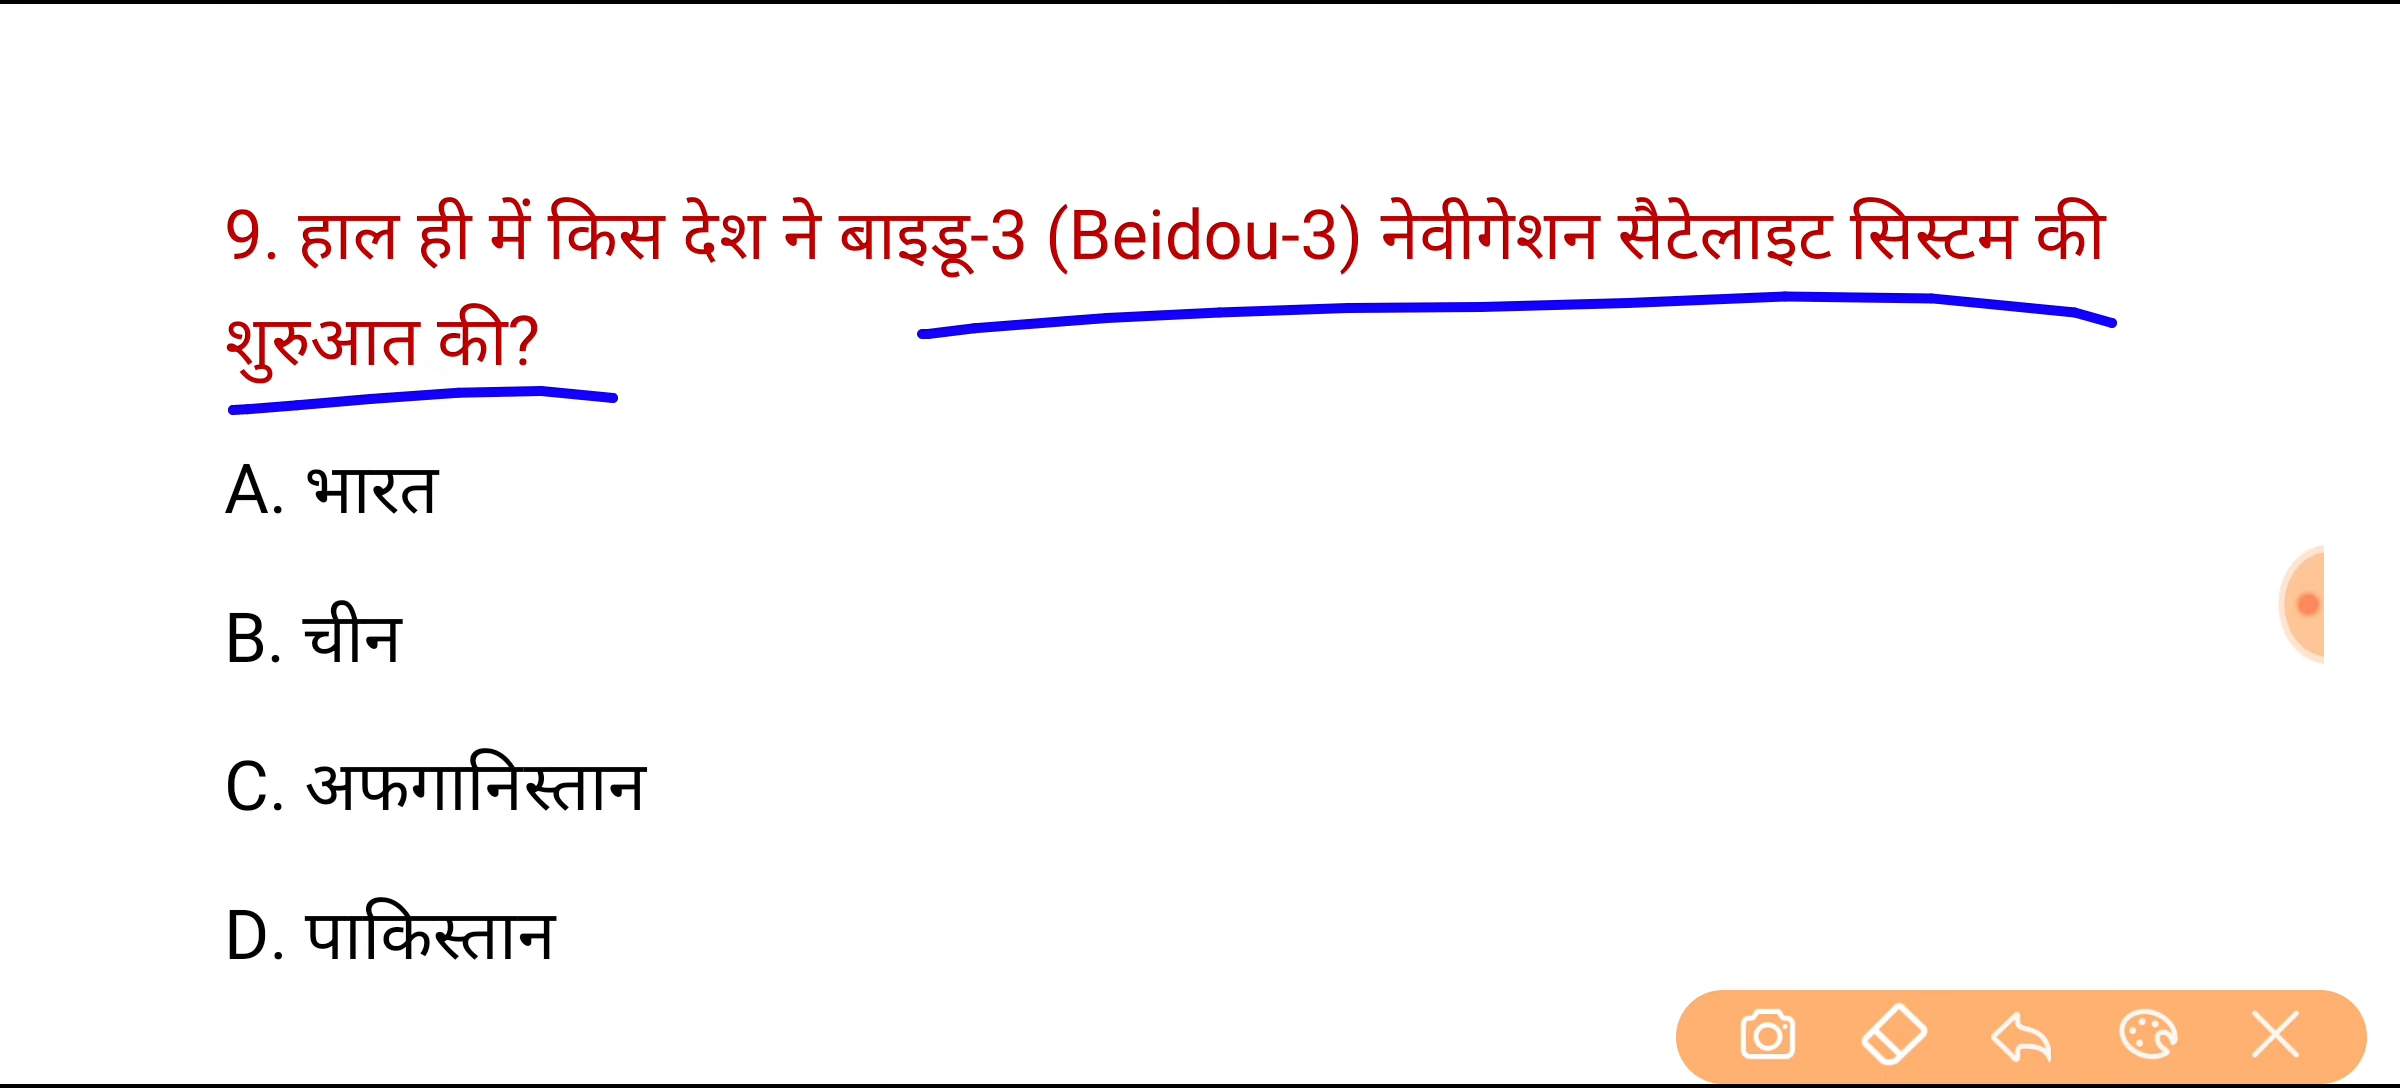 9. हाल ही में किस देश ने बाइडू-3 (Beidou-3) नेवीगेशन सैटेलाइट सिस्टम की
शुरुआत की?
A. भारत
B. चीन
C. अफगानिस्तान
D. पाकिस्तान